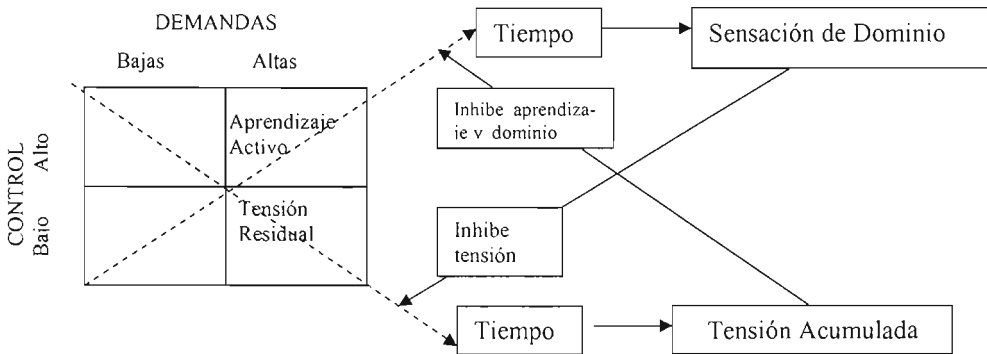 DEMANDAS
Bajas
Altas
CONTROL
Alto
Bajo
Aprendizaje
Activo
Tensión
Residual
Tiempo
Sensación de Dominio
Inhibe aprendiza-
je v dominio
Inhibe
tensión
Tiempo
Tensión Acumulada